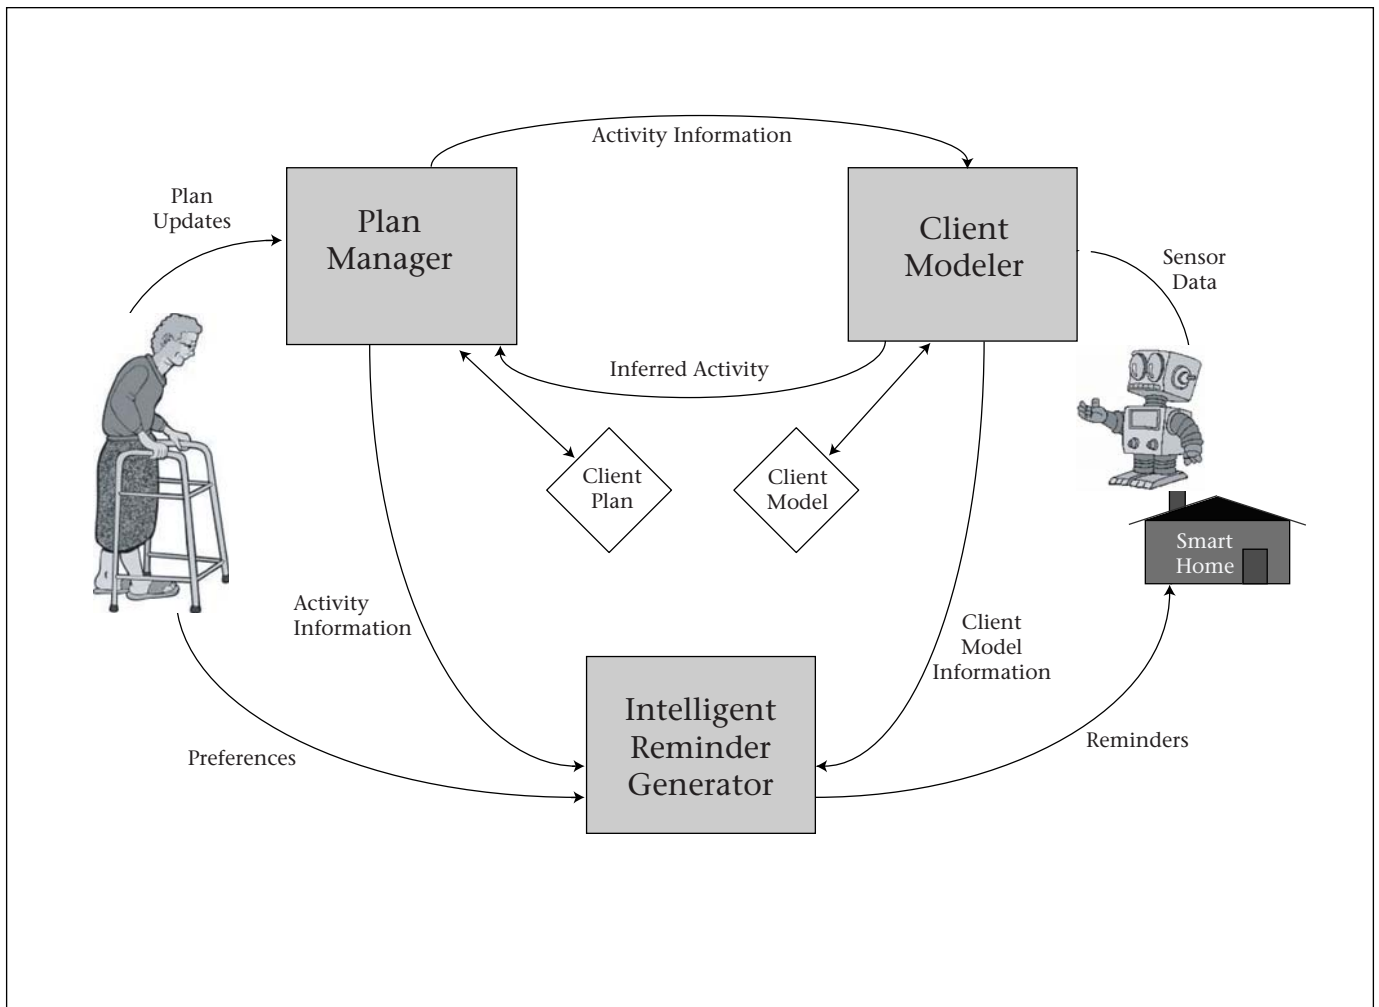 Activity Information
Plan
Updates
Plan
Manager
Client
Modeler
Sensor
Data
Inferred Activity
Client
Plan
Client
Model
Smart
Home
Activity
Information
Client
Model
Information
Intelligent
Reminder
Generator
Preferences
Reminders